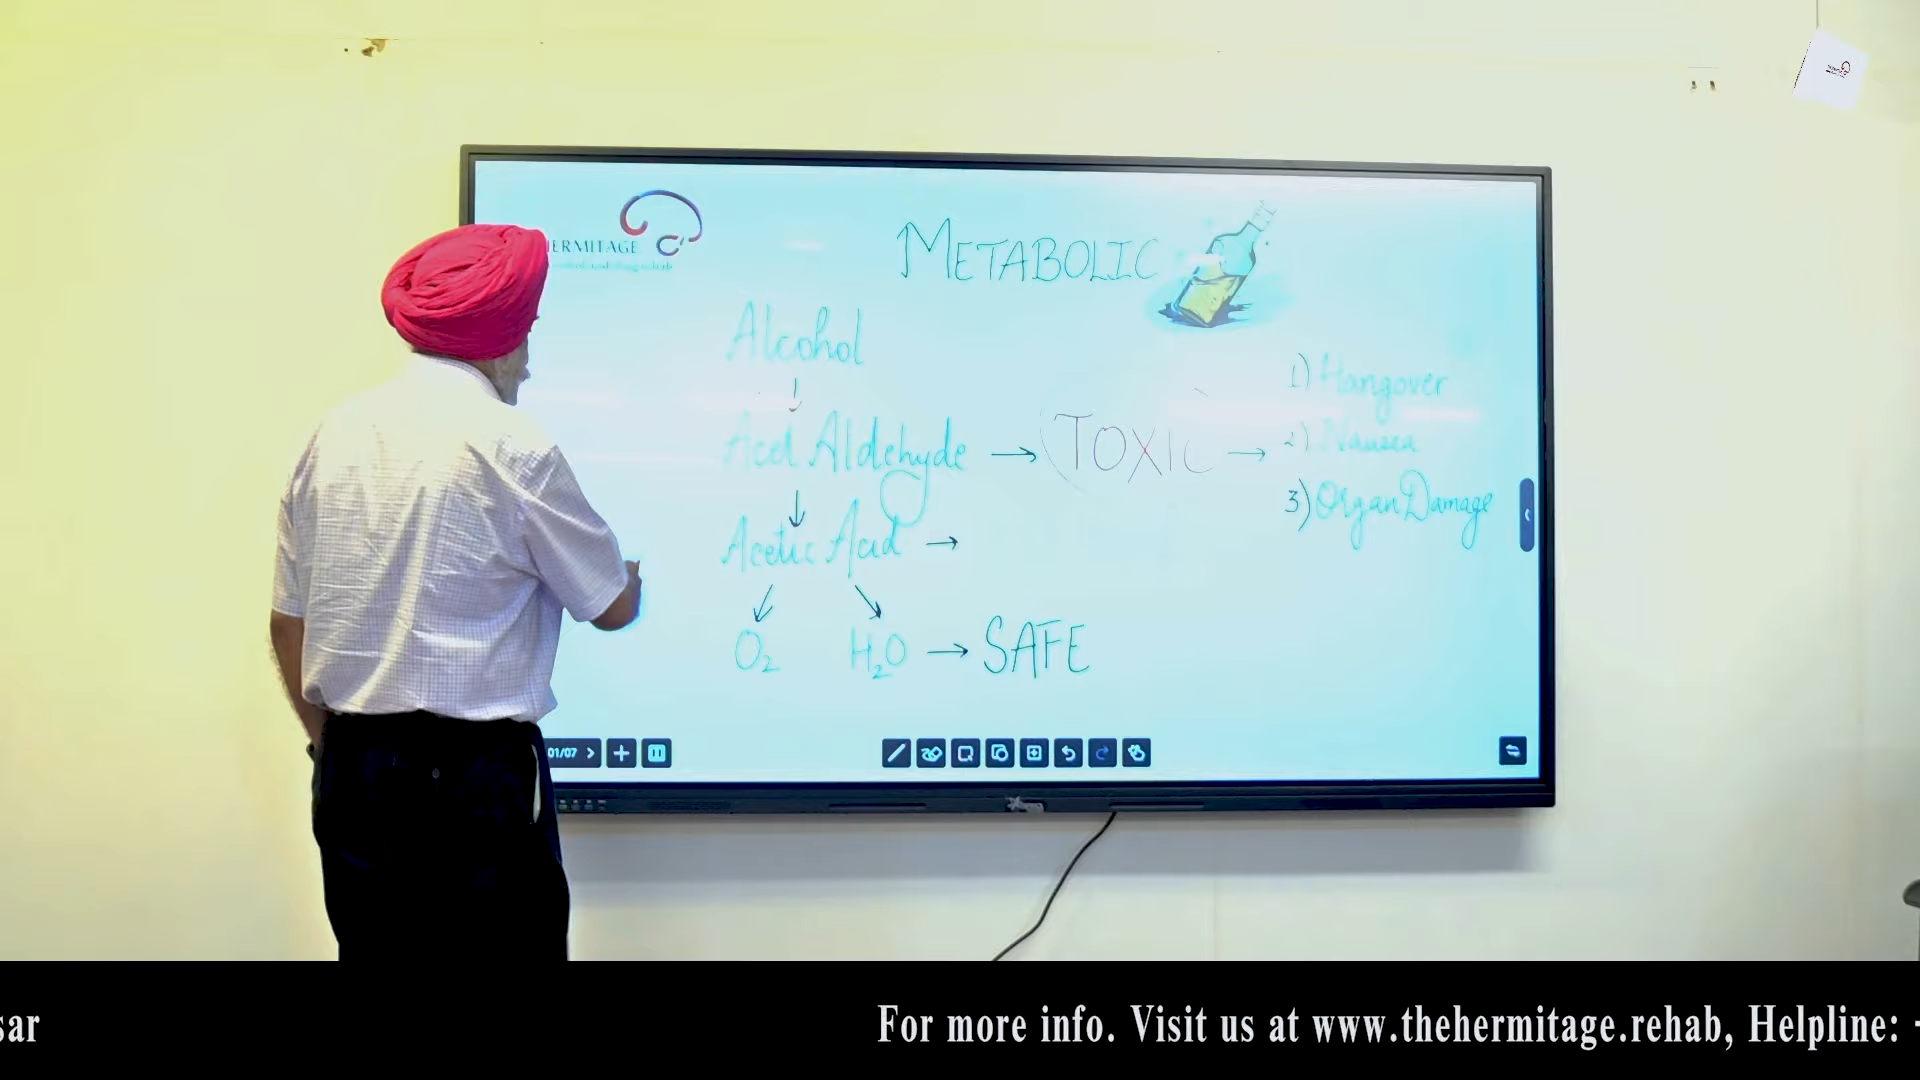 ERMITAGE
METABOLIC
Alcohol
↓
Acet Aldehyde → TOXIC →
1) Hangover
2) Nausea
3) Organ Damage
↓
Acetic Acid →
↙ ↘
O₂ H₂O → SAFE
01/07
sar
For more info. Visit us at www.thehermitage.rehab, Helpline: